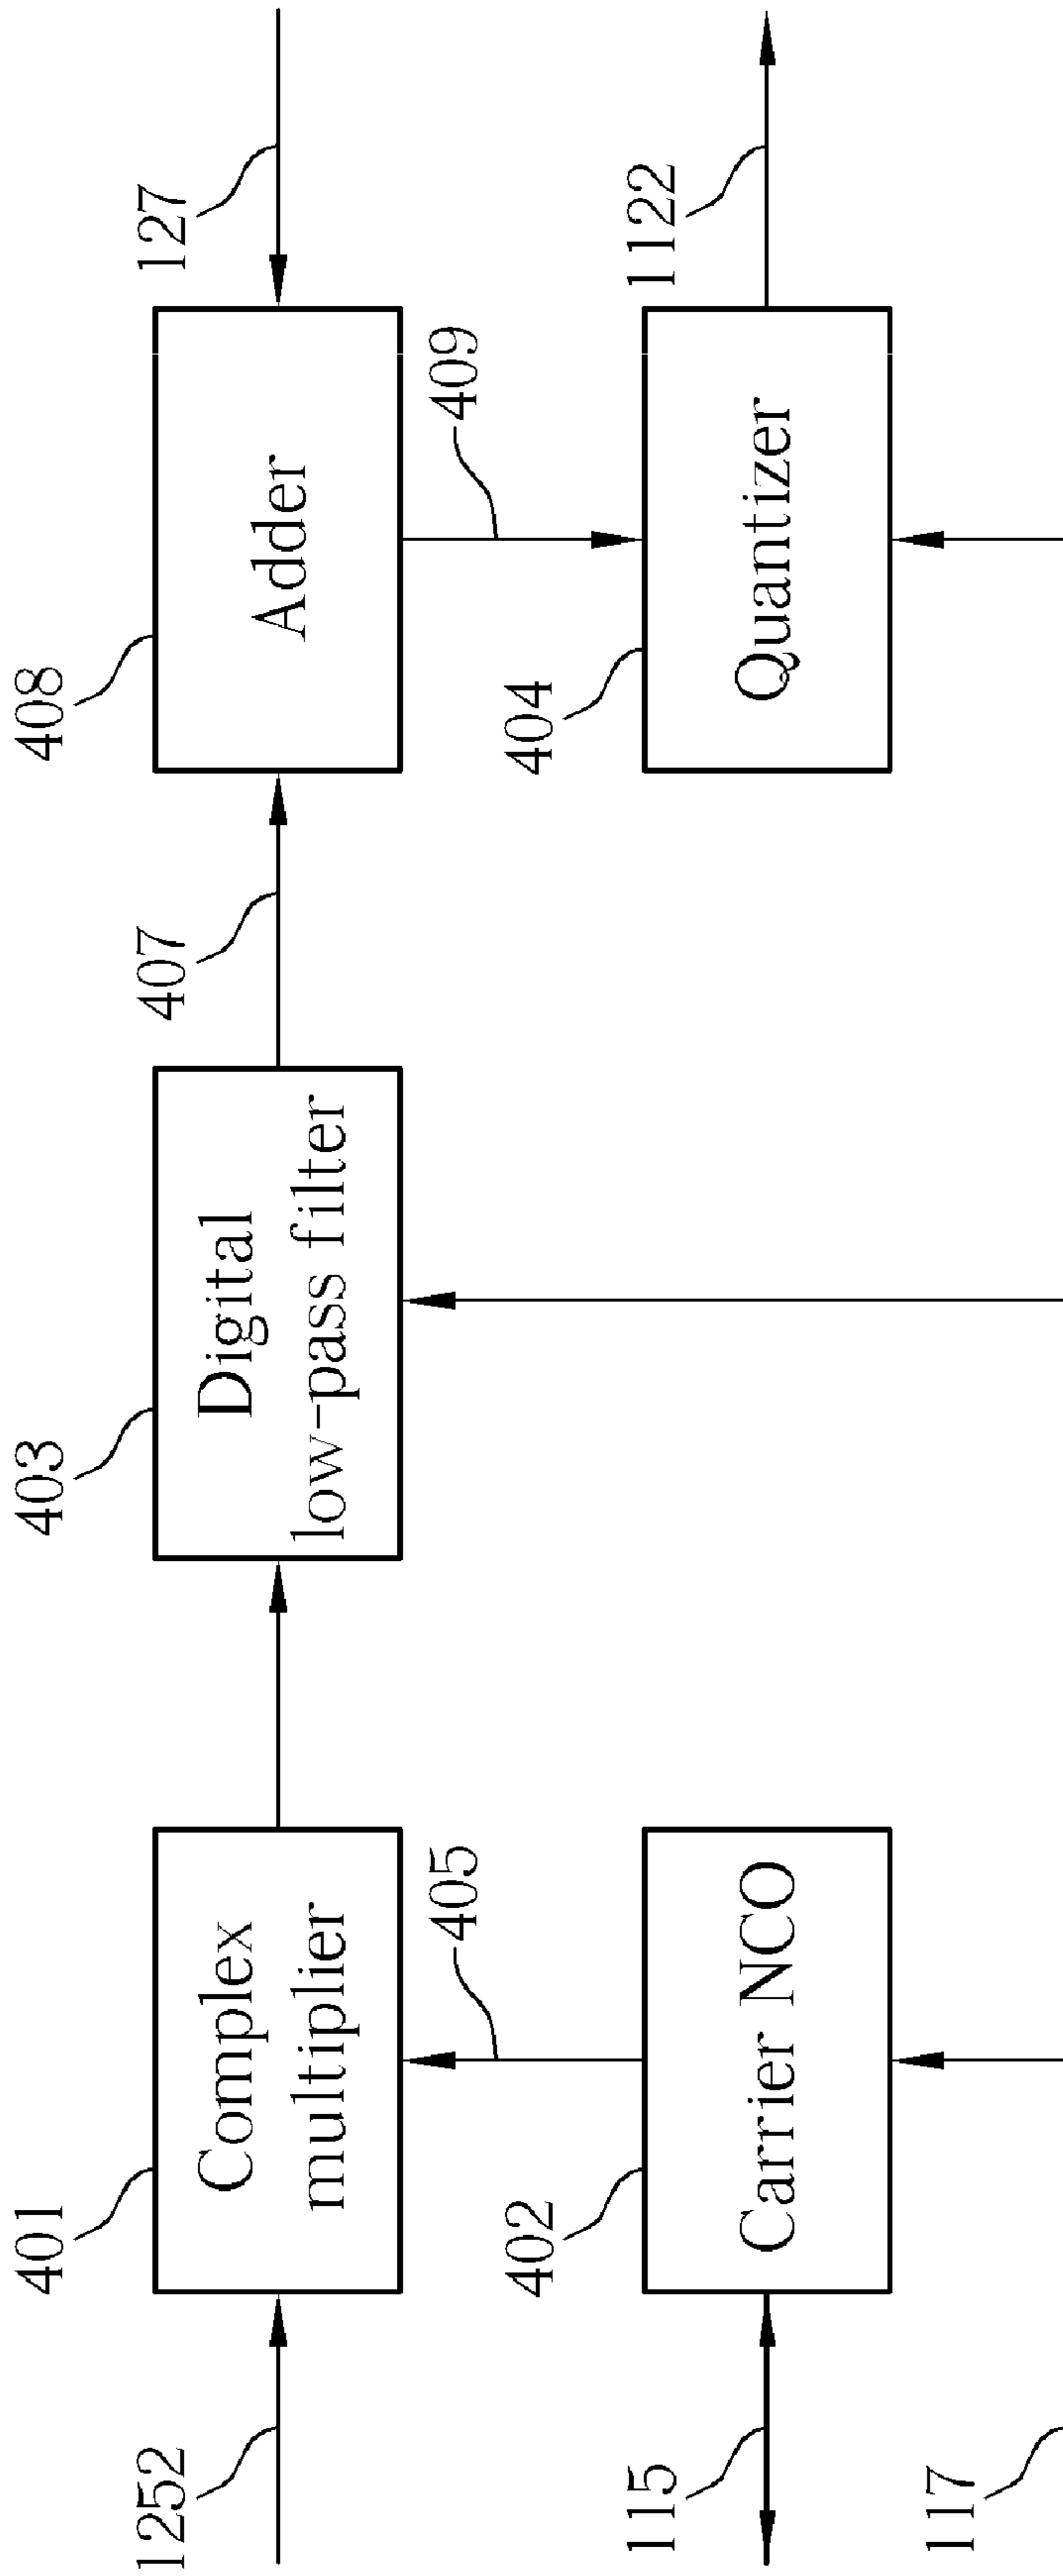 401
403
408
1252
Complex
multiplier
Digital
low-pass filter
407
Adder
127
405
409
402
404
115
Carrier NCO
Quantizer
1122
117